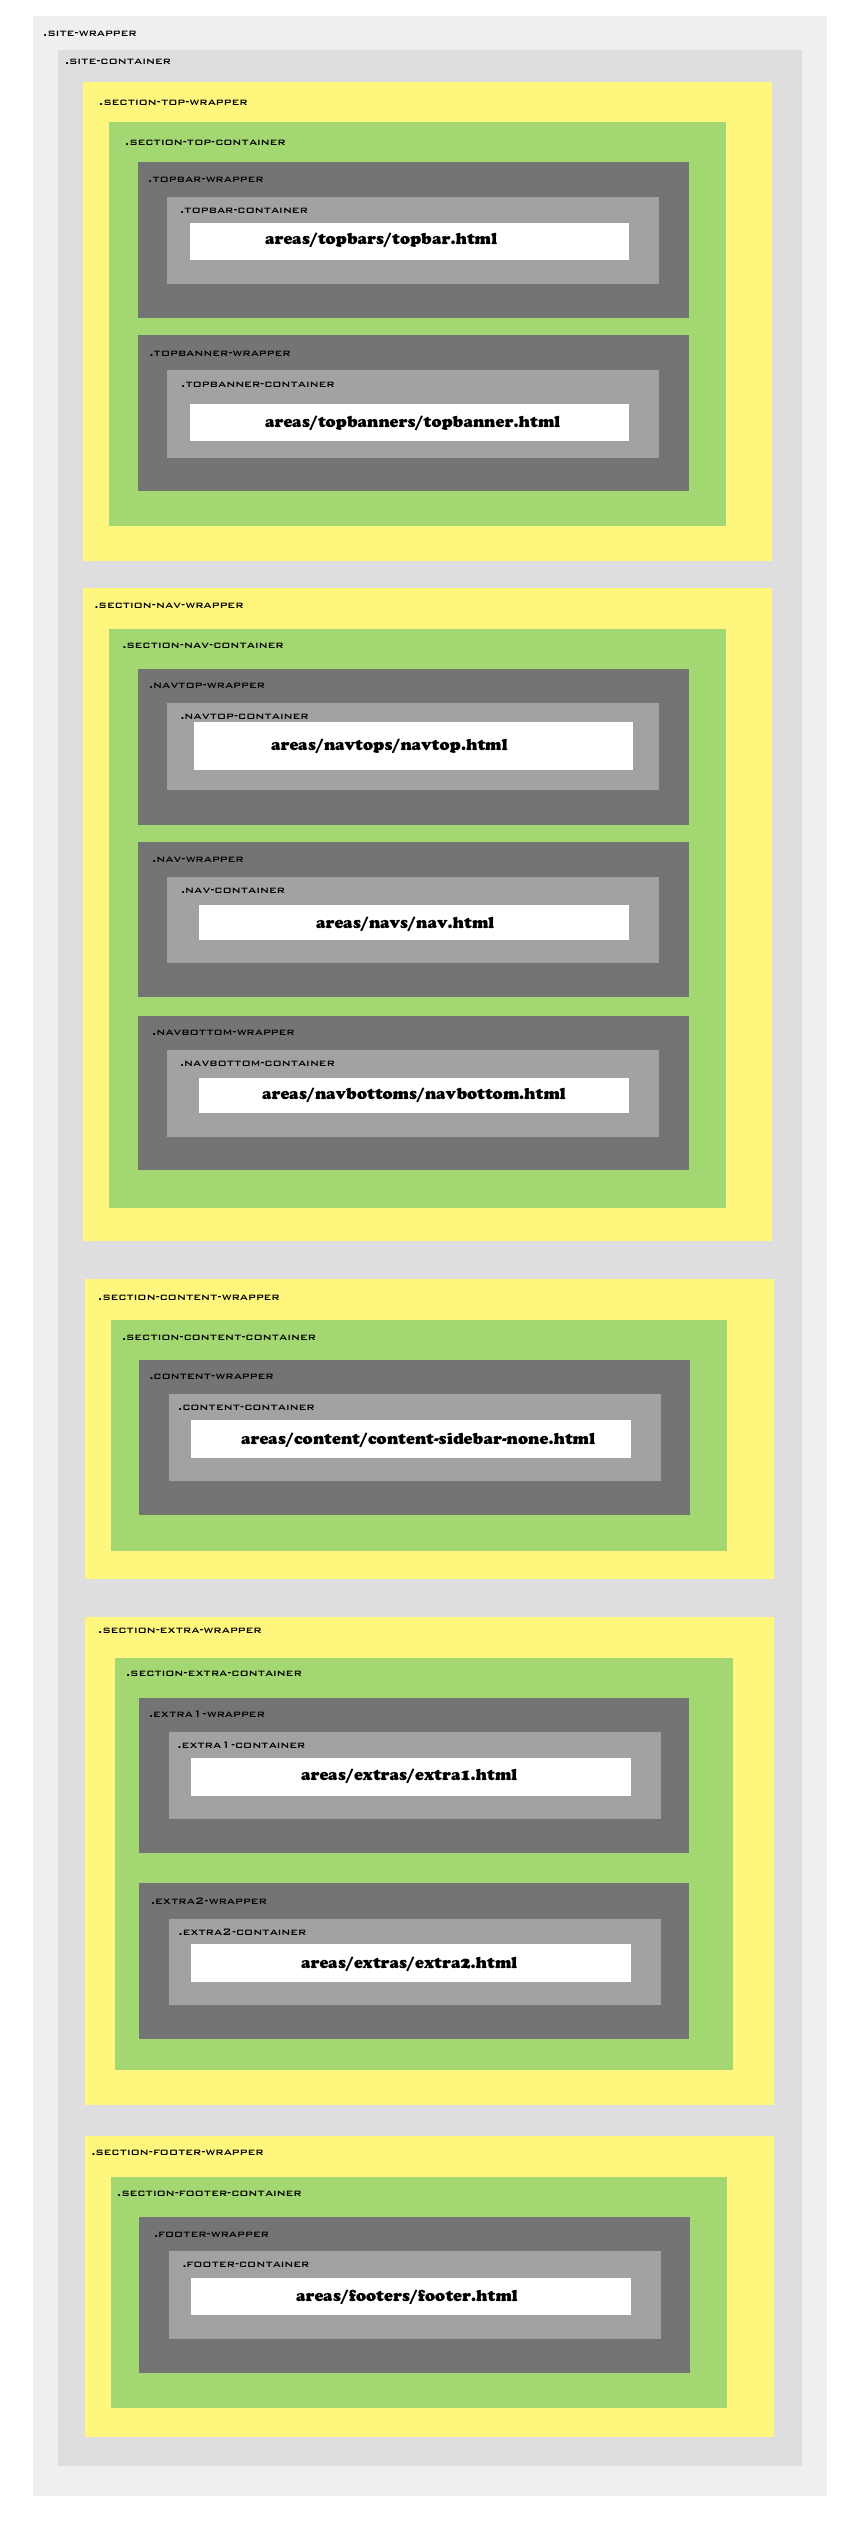 .SITE-WRAPPER
.SITE-CONTAINER
.SECTION-TOP-WRAPPER
.SECTION-TOP-CONTAINER
.TOPBAR-WRAPPER
.TOPBAR-CONTAINER
areas/topbars/topbar.html
.TOPBANNER-WRAPPER
.TOPBANNER-CONTAINER
areas/topbanners/topbanner.html
.SECTION-NAV-WRAPPER
.SECTION-NAV-CONTAINER
.NAVTOP-WRAPPER
.NAVTOP-CONTAINER
areas/navtops/navtop.html
.NAV-WRAPPER
.NAV-CONTAINER
areas/navs/nav.html
.NAVBOTTOM-WRAPPER
.NAVBOTTOM-CONTAINER
areas/navbottoms/navbottom.html
.SECTION-CONTENT-WRAPPER
.SECTION-CONTENT-CONTAINER
.CONTENT-WRAPPER
.CONTENT-CONTAINER
areas/content/content-sidebar-none.html
.SECTION-EXTRA-WRAPPER
.SECTION-EXTRA-CONTAINER
.EXTRA1-WRAPPER
.EXTRA1-CONTAINER
areas/extras/extra1.html
.EXTRA2-WRAPPER
.EXTRA2-CONTAINER
areas/extras/extra2.html
.SECTION-FOOTER-WRAPPER
.SECTION-FOOTER-CONTAINER
.FOOTER-WRAPPER
.FOOTER-CONTAINER
areas/footers/footer.html